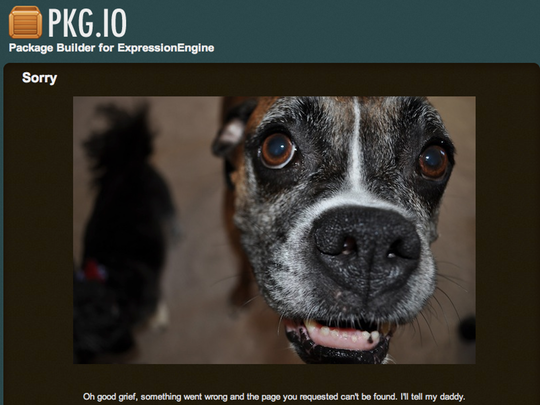 PKG.IO
Package Builder for ExpressionEngine
Sorry
Oh good grief, something went wrong and the page you requested can't be found. I'll tell my daddy.